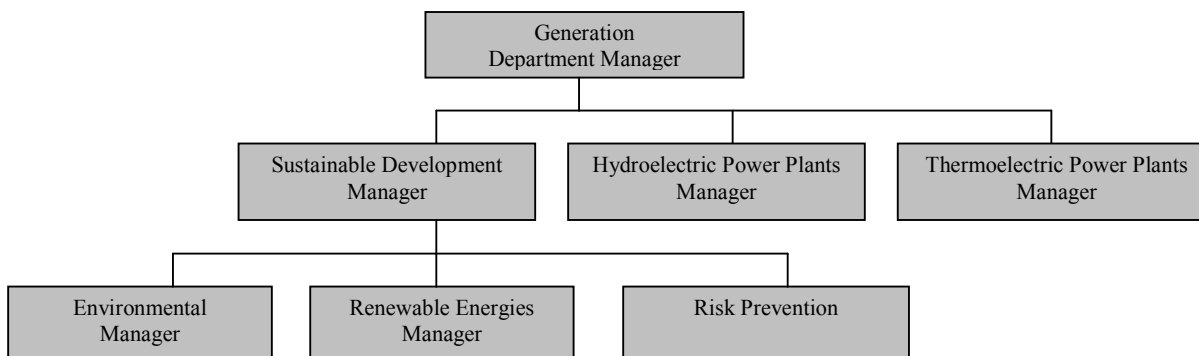 Generation
Department Manager
Sustainable Development
Manager
Hydroelectric Power Plants
Manager
Thermoelectric Power Plants
Manager
Environmental
Manager
Renewable Energies
Manager
Risk Prevention